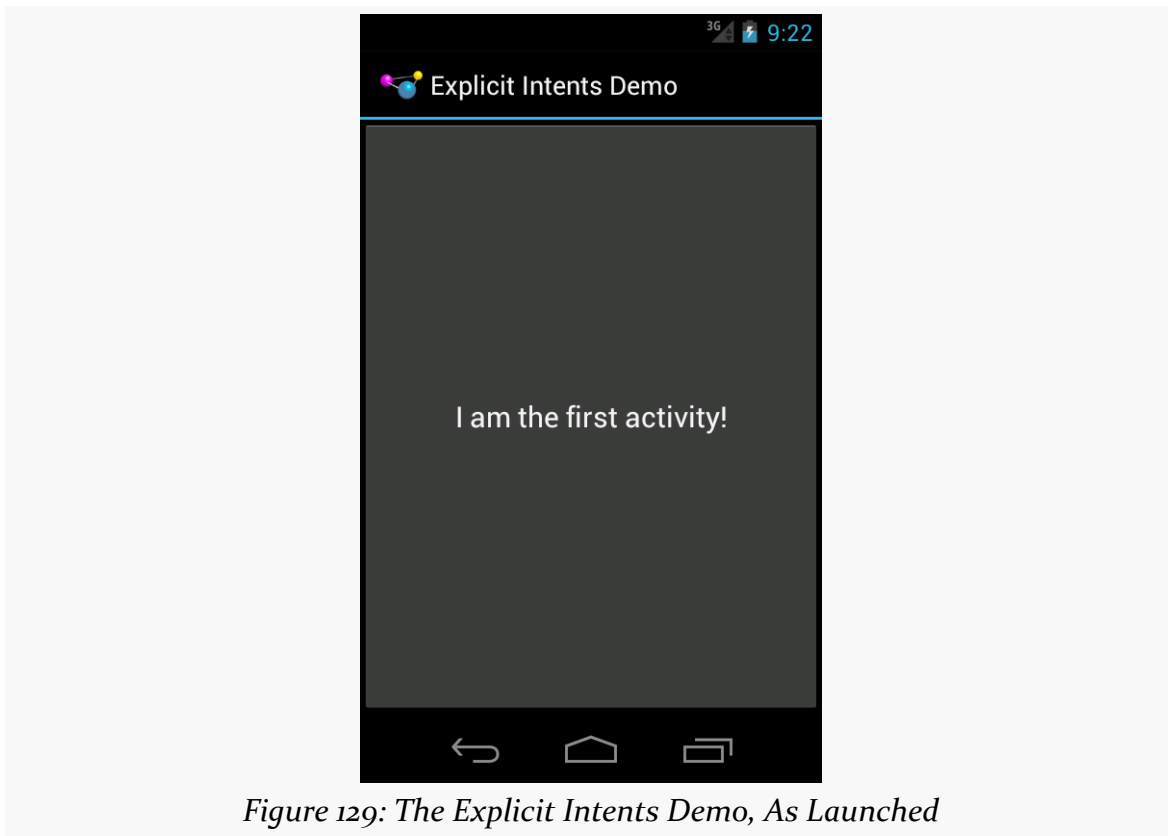 3G 9:22
Explicit Intents Demo
I am the first activity!
Figure 129: The Explicit Intents Demo, As Launched